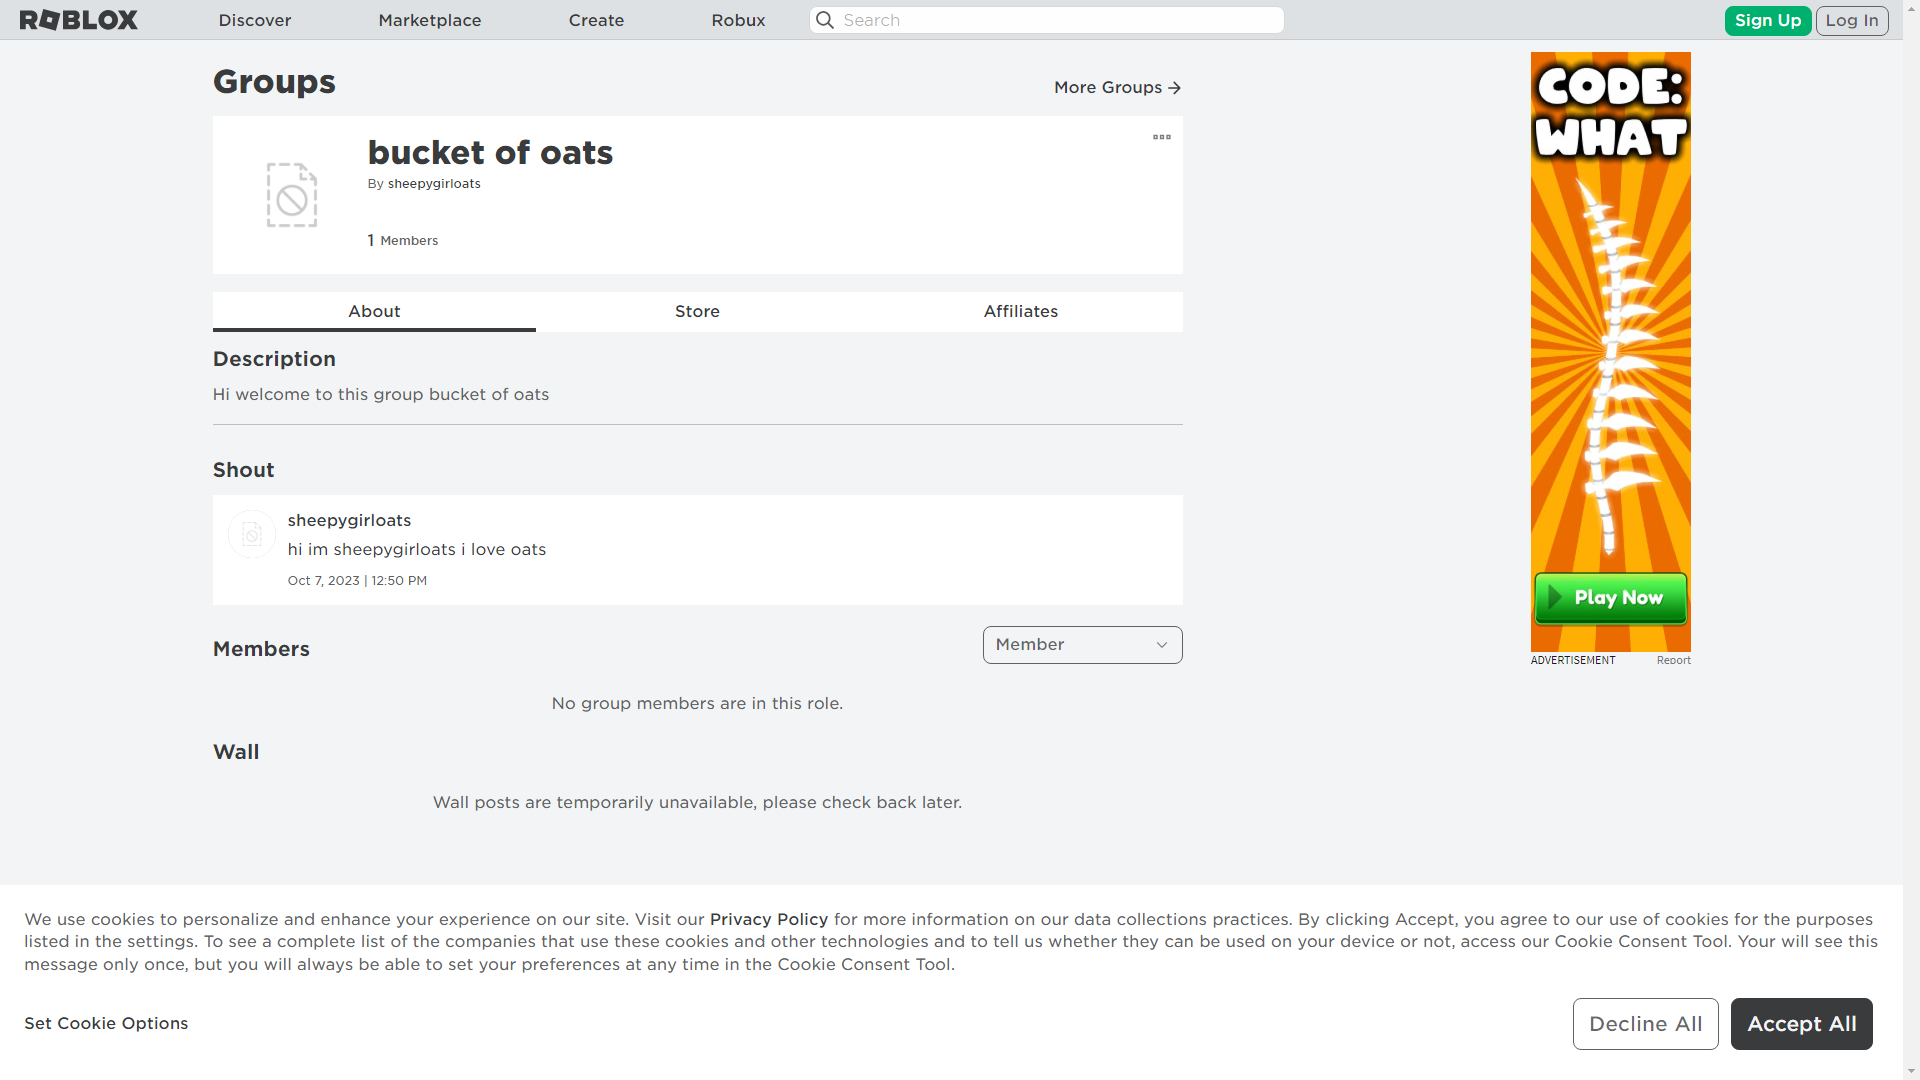 ROBLOX
Discover
Marketplace
Create
Robux
Search
Sign Up
Log In
Groups
More Groups
bucket of oats
By sheepygirloats
1 Members
About
Store
Affiliates
Description
Hi welcome to this group bucket of oats
Shout
sheepygirloats
hi im sheepygirloats i love oats
Oct 7, 2023 | 12:50 PM
Members
Member
No group members are in this role.
Wall
Wall posts are temporarily unavailable, please check back later.
CODE:
WHAT
Play Now
ADVERTISEMENT
Report
We use cookies to personalize and enhance your experience on our site. Visit our Privacy Policy for more information on our data collections practices. By clicking Accept, you agree to our use of cookies for the purposes
listed in the settings. To see a complete list of the companies that use these cookies and other technologies and to tell us whether they can be used on your device or not, access our Cookie Consent Tool. Your will see this
message only once, but you will always be able to set your preferences at any time in the Cookie Consent Tool.
Set Cookie Options
Decline All
Accept All